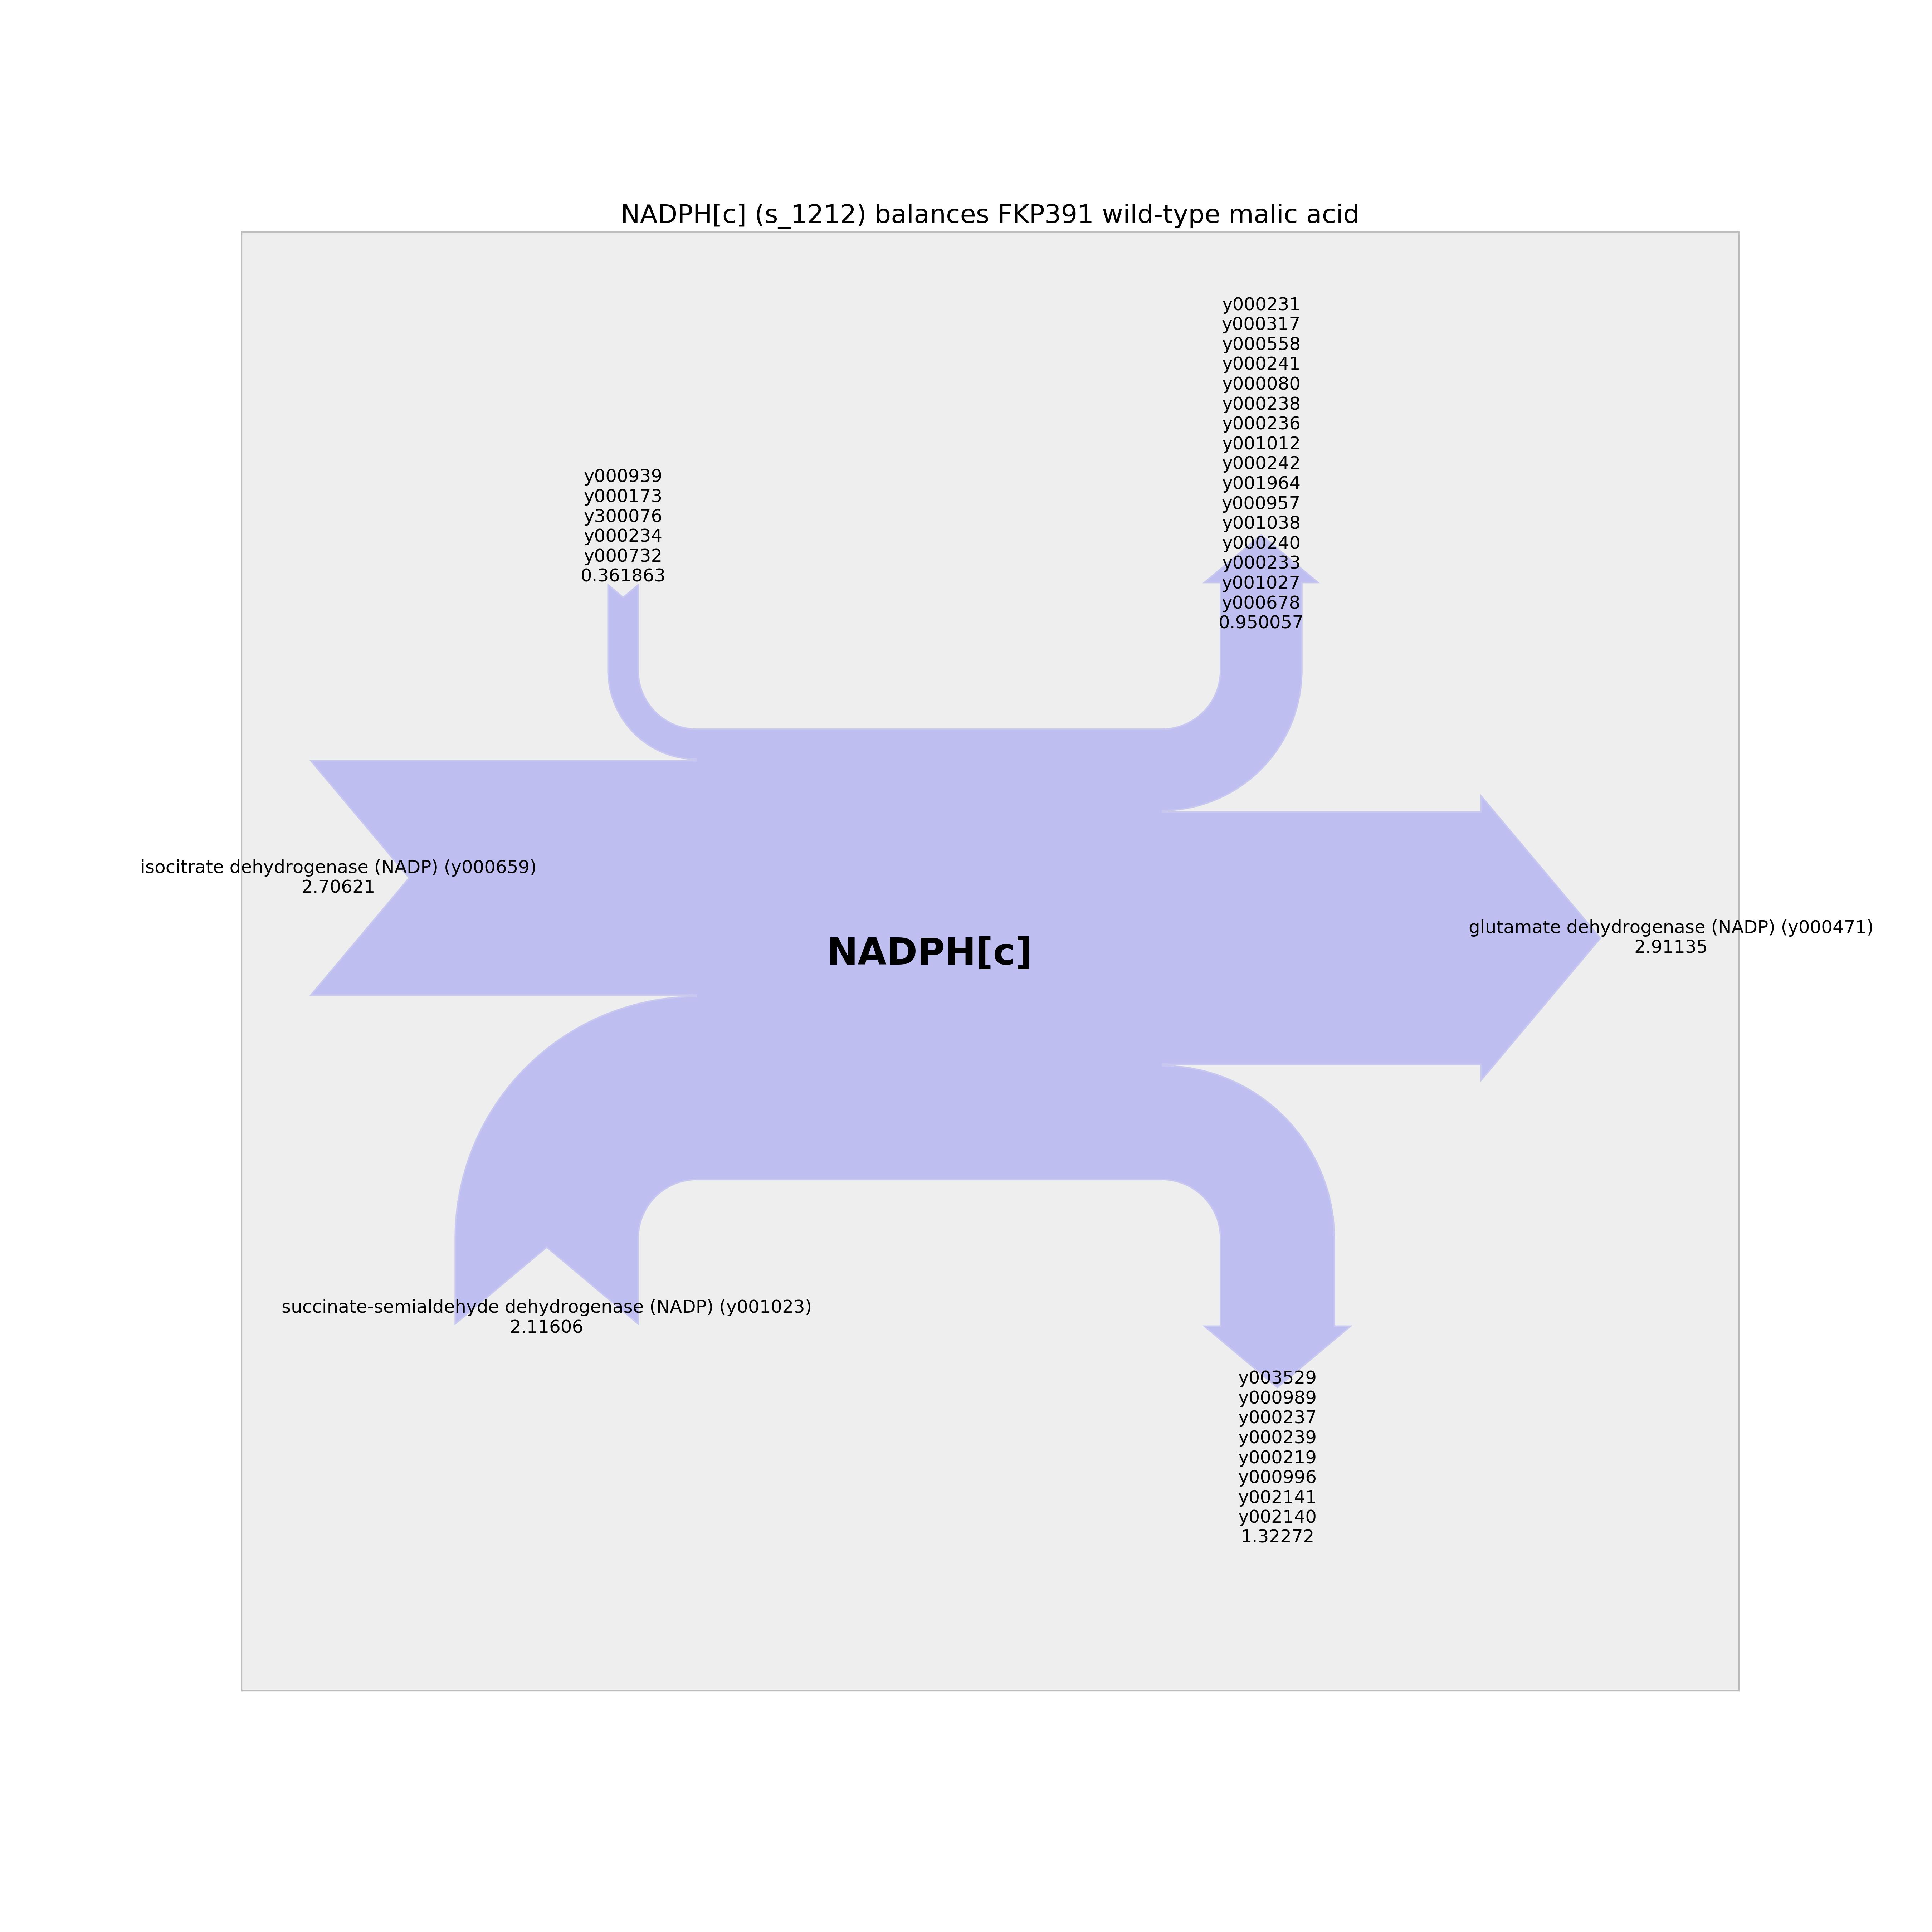 NADPH[c] (s_1212) balances FKP391 wild-type malic acid
y000939
y000173
y300076
y000234
y000732
0.361863
y000231
y000317
y000558
y000241
y000080
y000238
y000236
y001012
y000242
y001964
y000957
y001038
y000240
y000233
y001027
y000678
0.950057
isocitrate dehydrogenase (NADP) (y000659)
2.70621
NADPH[c]
glutamate dehydrogenase (NADP) (y000471)
2.91135
succinate-semialdehyde dehydrogenase (NADP) (y001023)
2.11606
y003529
y000989
y000237
y000239
y000219
y000996
y002141
y002140
1.32272